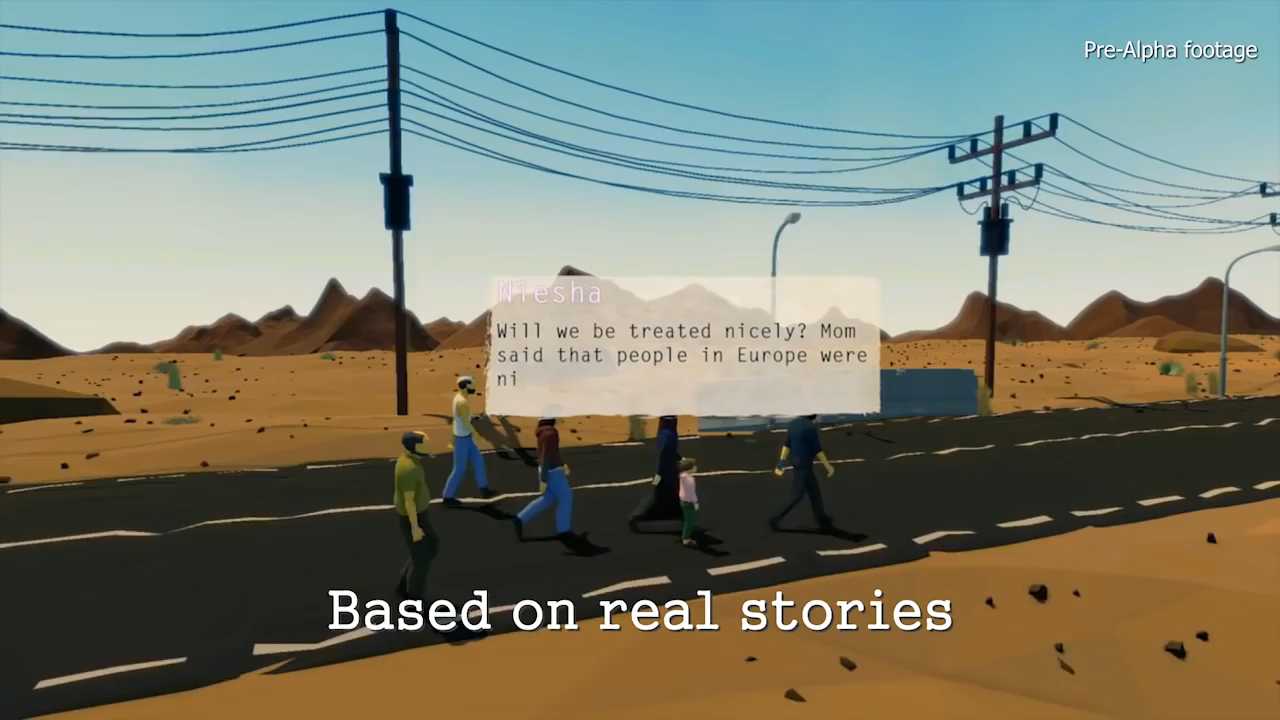 Pre-Alpha footage
Niesha
Will we be treated nicely? Mom
said that people in Europe were
ni
Based on real stories